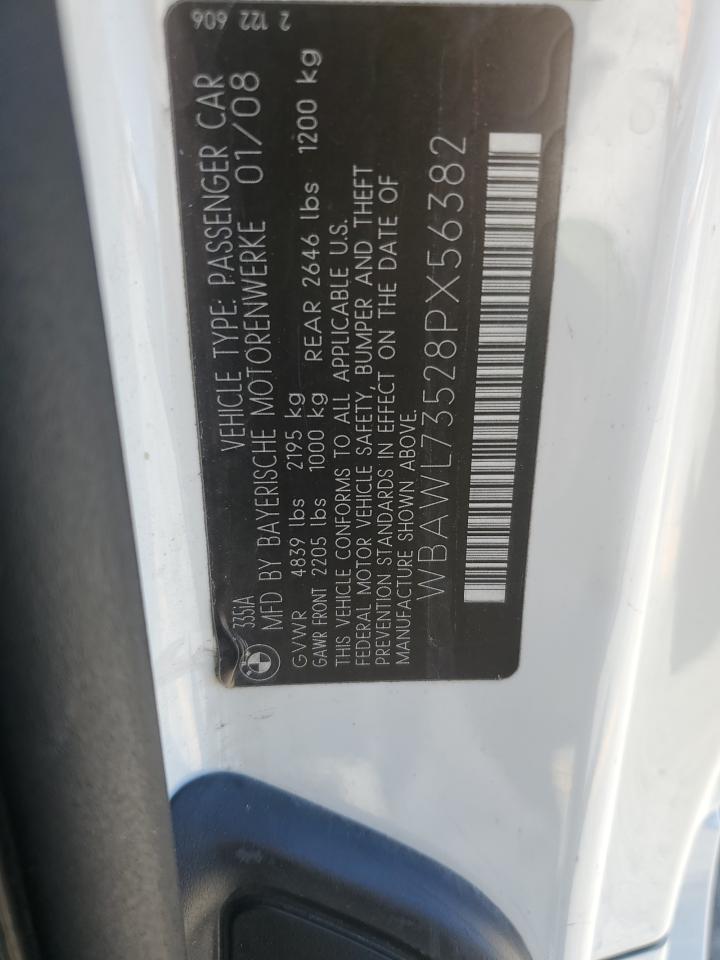 335iA
2 122 606
VEHICLE TYPE: PASSENGER CAR
MFD BY BAYERISCHE MOTORENWERKE 01/08
GVWR 4839 lbs 2195 kg
GAWR FRONT 2205 lbs 1000 kg REAR 2646 lbs 1200 kg
THIS VEHICLE CONFORMS TO ALL APPLICABLE U.S.
FEDERAL MOTOR VEHICLE SAFETY, BUMPER AND THEFT
PREVENTION STANDARDS IN EFFECT ON THE DATE OF
MANUFACTURE SHOWN ABOVE.
WBAWL73528PX56382